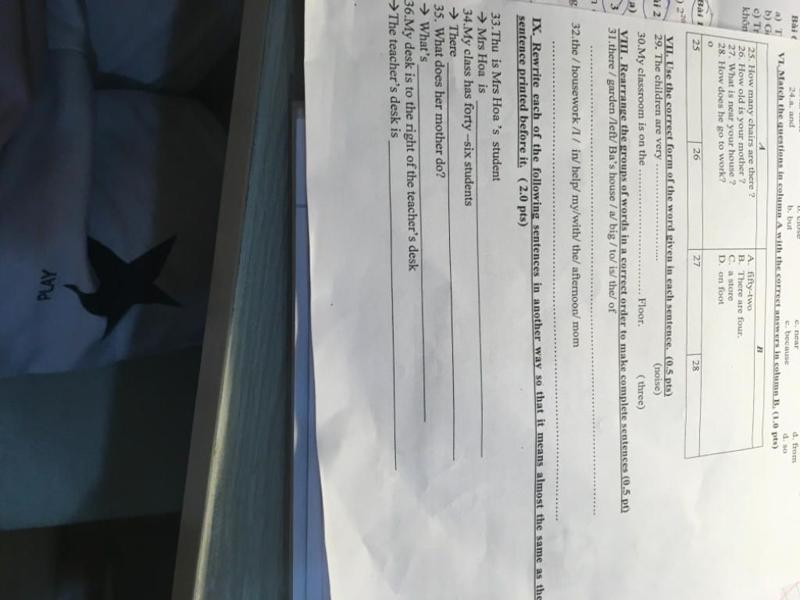 24.a. and b. but c. because d. so
c. near d. from
VI. Match the questions in column A with the correct answers in column B. (1.0 pts)
A B
25. How many chairs are there ? A. fifty-two
26. How old is your mother ? B. There are four.
27. What is near your house ? C. a store
28. How does he go to work? D. on foot
25 26 27 28
VII. Use the correct form of the word given in each sentence. (0.5 pts)
29. The children are very .................. (noise)
30.My classroom is on the .............................. Floor. ( three)
VIII . Rearrange the groups of words in a correct order to make complete sentences (0.5 pt)
31.there / garden /left/ Ba's house / a/ big / to/ is/ the/ of
32.the / housework /I / in/ help/ my/with/ the/ afternoon/ mom
IX. Rewrite each of the following sentences in another way so that it means almost the same as the
sentence printed before it. ( 2.0 pts)
33.Thu is Mrs Hoa 's student
→ Mrs Hoa is
34.My class has forty –six students
→ There
35. What does her mother do?
→ What's
36.My desk is to the right of the teacher's desk
→ The teacher's desk is
PLAY